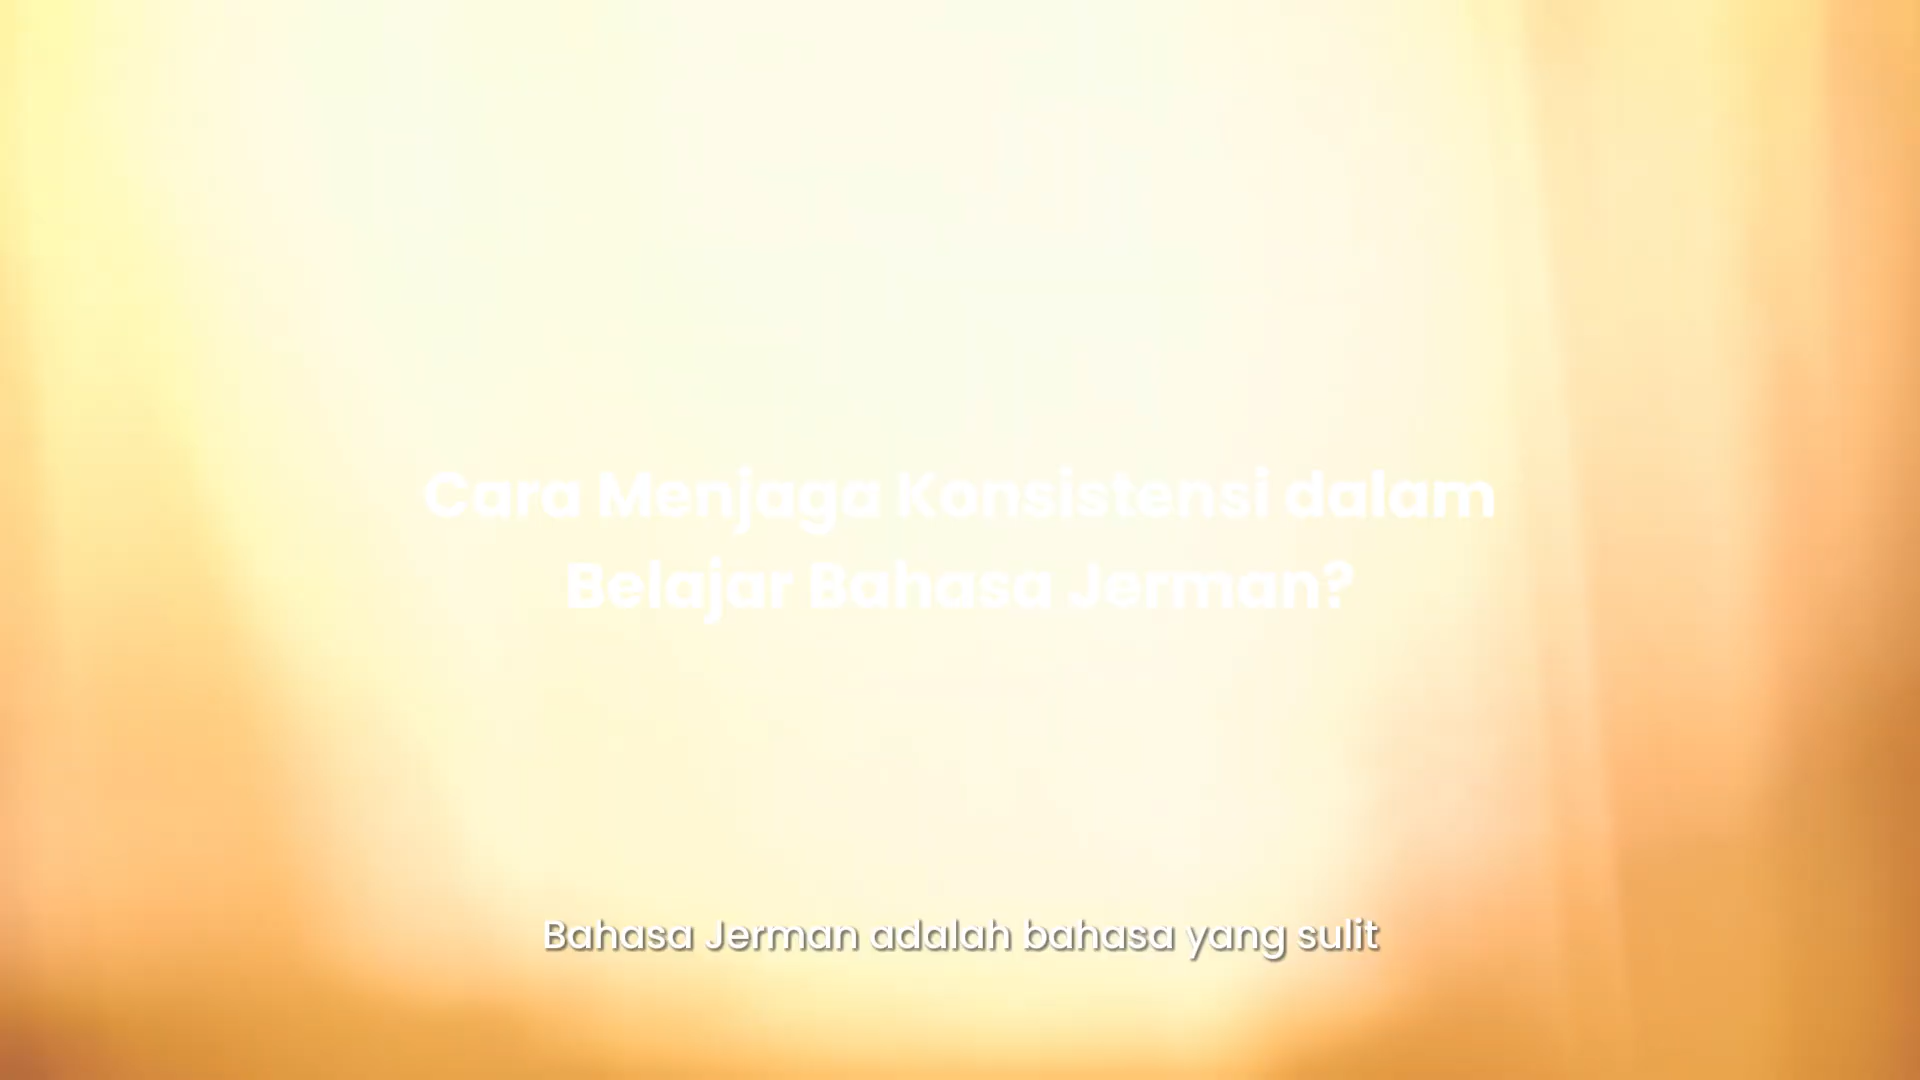 Cara Menjaga Konsistensi dalam
Belajar Bahasa Jerman?
Bahasa Jerman adalah bahasa yang sulit